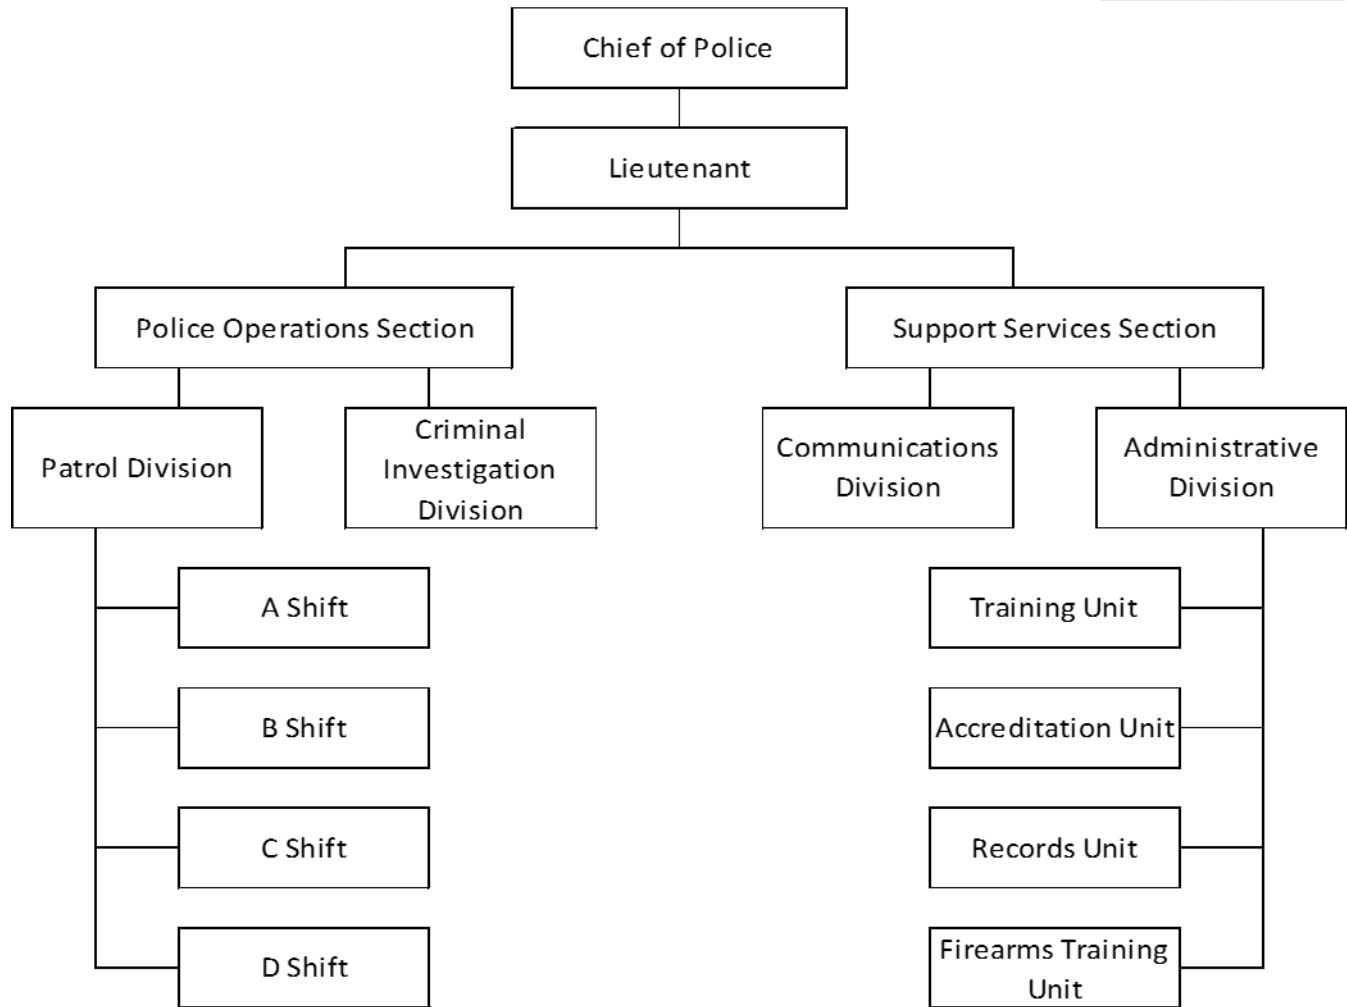 Chief of Police
Lieutenant
Police Operations Section
Support Services Section
Patrol Division
Criminal
Investigation
Division
Communications
Division
Administrative
Division
A Shift
B Shift
C Shift
D Shift
Training Unit
Accreditation Unit
Records Unit
Firearms Training
Unit